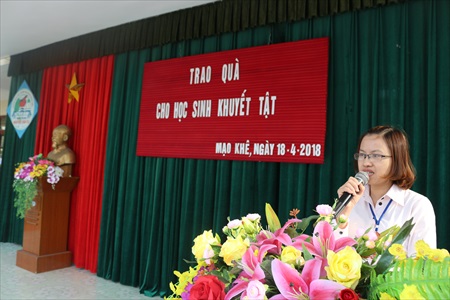 TRAO QUÀ
CHO HỌC SINH KHUYẾT TẬT
MẠO KHÊ, NGÀY 18-4-2018